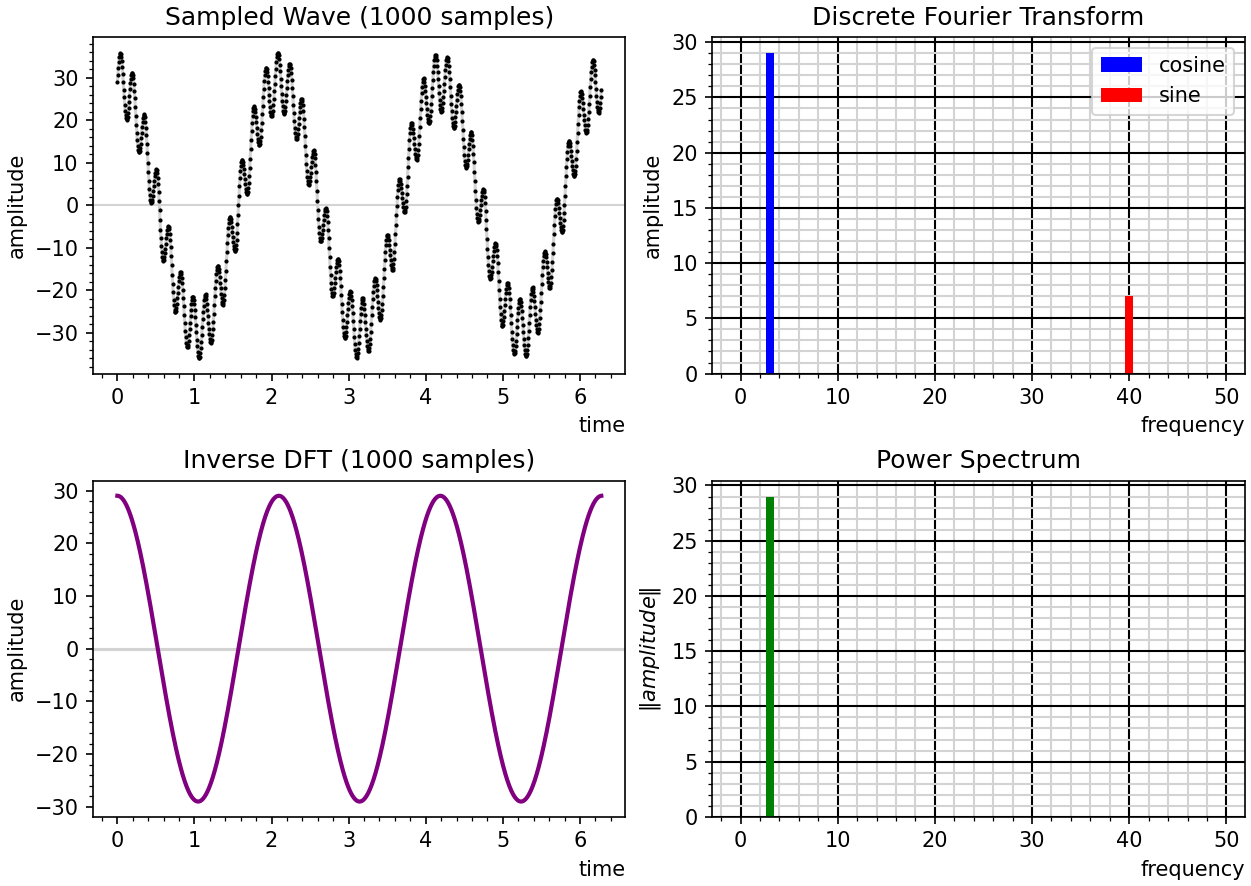 Sampled Wave (1000 samples)
amplitude
30
20
10
0
−10
−20
−30
0 1 2 3 4 5 6
time
Discrete Fourier Transform
amplitude
30
25
20
15
10
5
0
cosine
sine
0 10 20 30 40 50
frequency
Inverse DFT (1000 samples)
amplitude
30
20
10
0
−10
−20
−30
0 1 2 3 4 5 6
time
Power Spectrum
‖amplitude‖
30
25
20
15
10
5
0
0 10 20 30 40 50
frequency